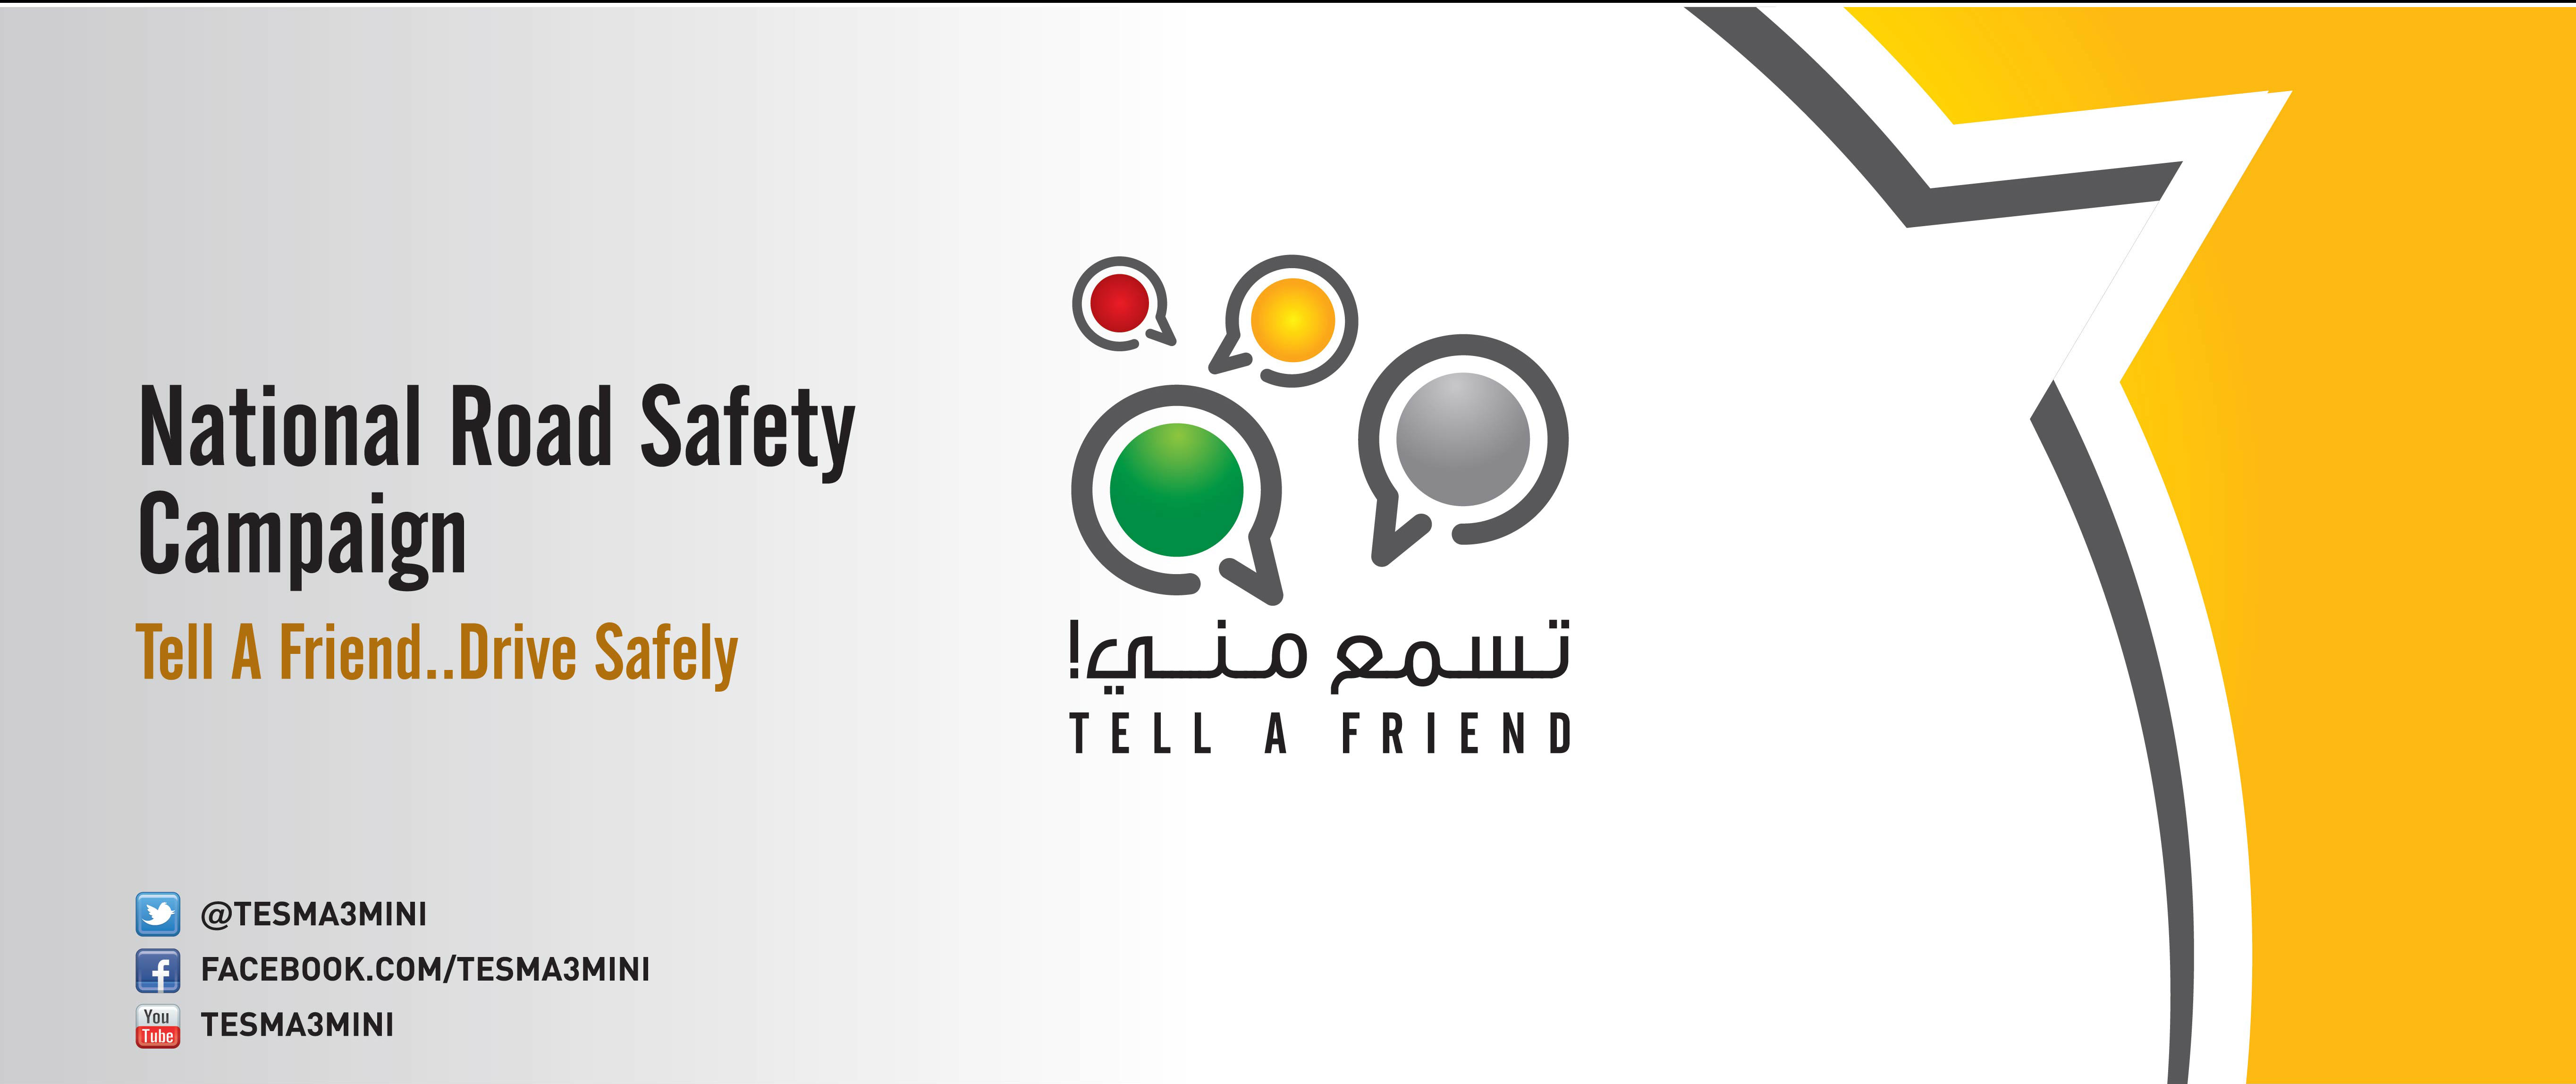 National Road Safety
Campaign
Tell A Friend..Drive Safely
تسمع مني!
TELL A FRIEND
@TESMA3MINI
FACEBOOK.COM/TESMA3MINI
You
Tube
TESMA3MINI